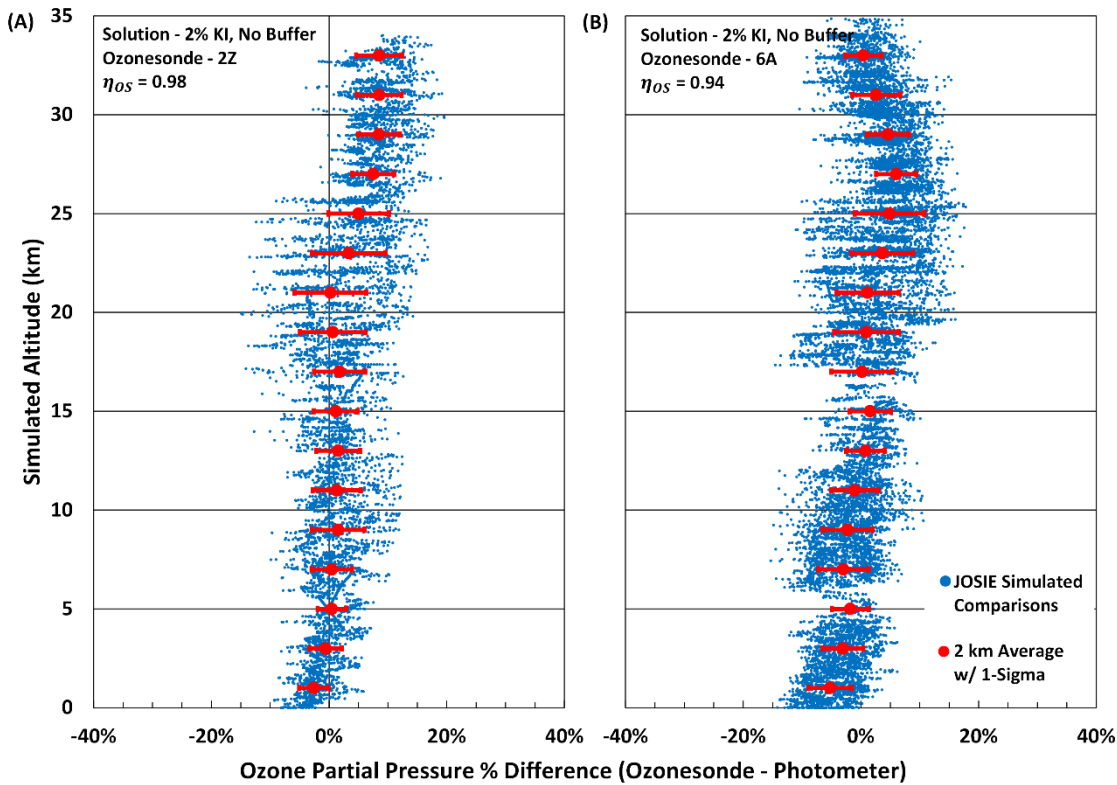 (A)
Solution - 2% KI, No Buffer
Ozonesonde - 2Z
ηOS = 0.98
(B)
Solution - 2% KI, No Buffer
Ozonesonde - 6A
ηOS = 0.94
Simulated Altitude (km)
35
30
25
20
15
10
5
0
JOSIE Simulated
Comparisons
2 km Average
w/ 1-Sigma
-40%
-20%
0%
20%
40%
-40%
-20%
0%
20%
40%
Ozone Partial Pressure % Difference (Ozonesonde - Photometer)